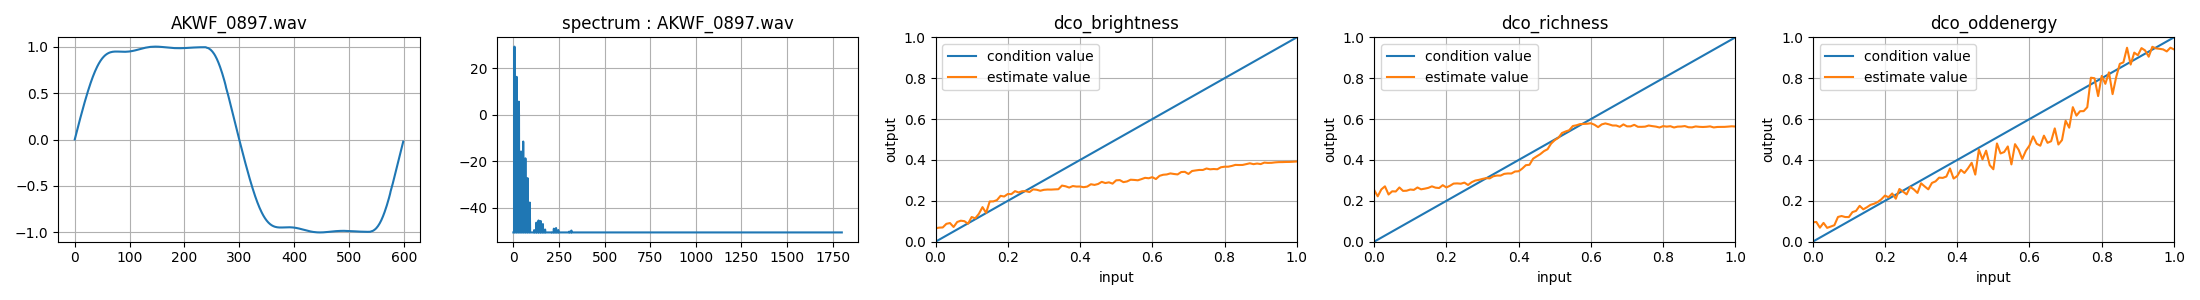 AKWF_0897.wav
1.0
0.5
0.0
−0.5
−1.0
0 100 200 300 400 500 600
spectrum : AKWF_0897.wav
20
0
−20
−40
0 250 500 750 1000 1250 1500 1750
dco_brightness
condition value
estimate value
output
1.0
0.8
0.6
0.4
0.2
0.0
0.0 0.2 0.4 0.6 0.8 1.0
input
dco_richness
condition value
estimate value
output
1.0
0.8
0.6
0.4
0.2
0.0
0.0 0.2 0.4 0.6 0.8 1.0
input
dco_oddenergy
condition value
estimate value
output
1.0
0.8
0.6
0.4
0.2
0.0
0.0 0.2 0.4 0.6 0.8 1.0
input